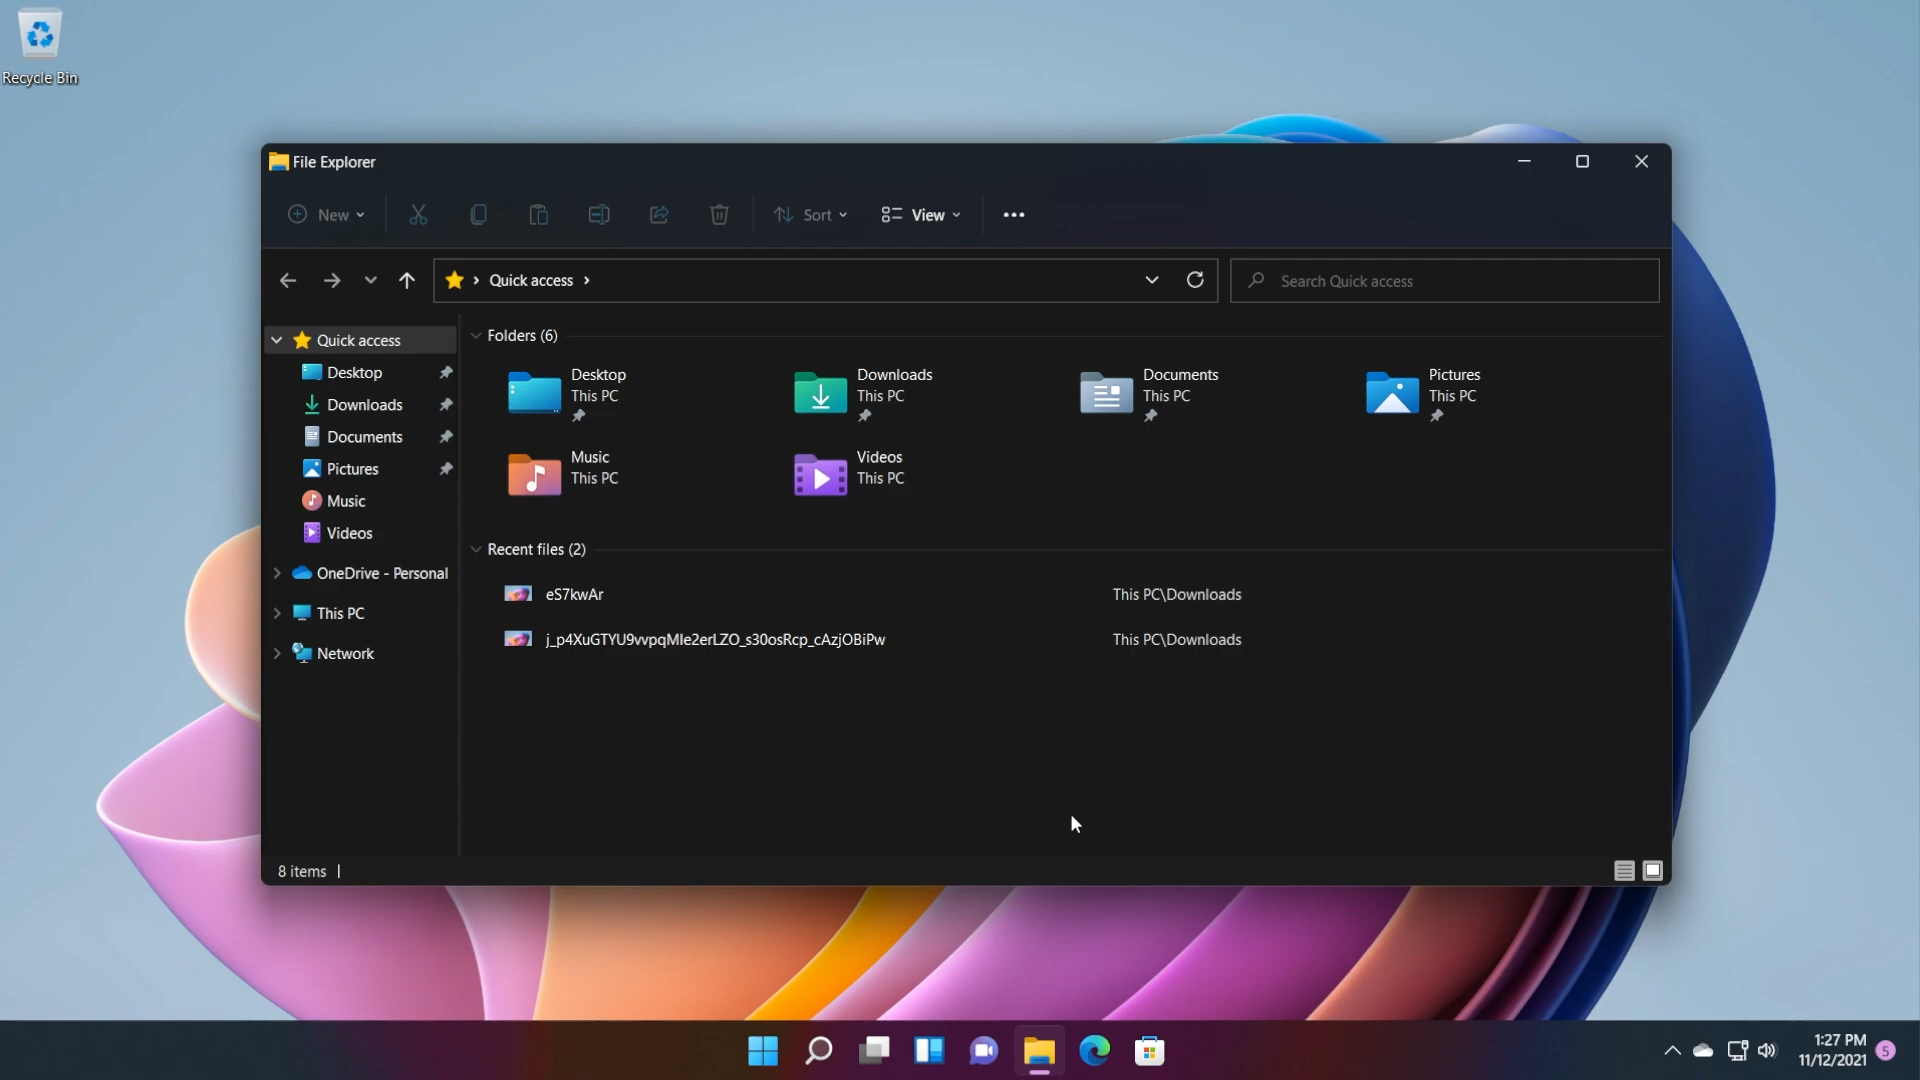 Recycle Bin
File Explorer
New
Sort
View
Quick access
Search Quick access
Quick access
Desktop
Downloads
Documents
Pictures
Music
Videos
OneDrive - Personal
This PC
Network
Folders (6)
Desktop
This PC
Downloads
This PC
Documents
This PC
Pictures
This PC
Music
This PC
Videos
This PC
Recent files (2)
eS7kwAr
This PC\Downloads
j_p4XuGTYU9vvpqMle2erLZO_s30osRcp_cAzjOBiPw
This PC\Downloads
8 items
1:27 PM
11/12/2021
5